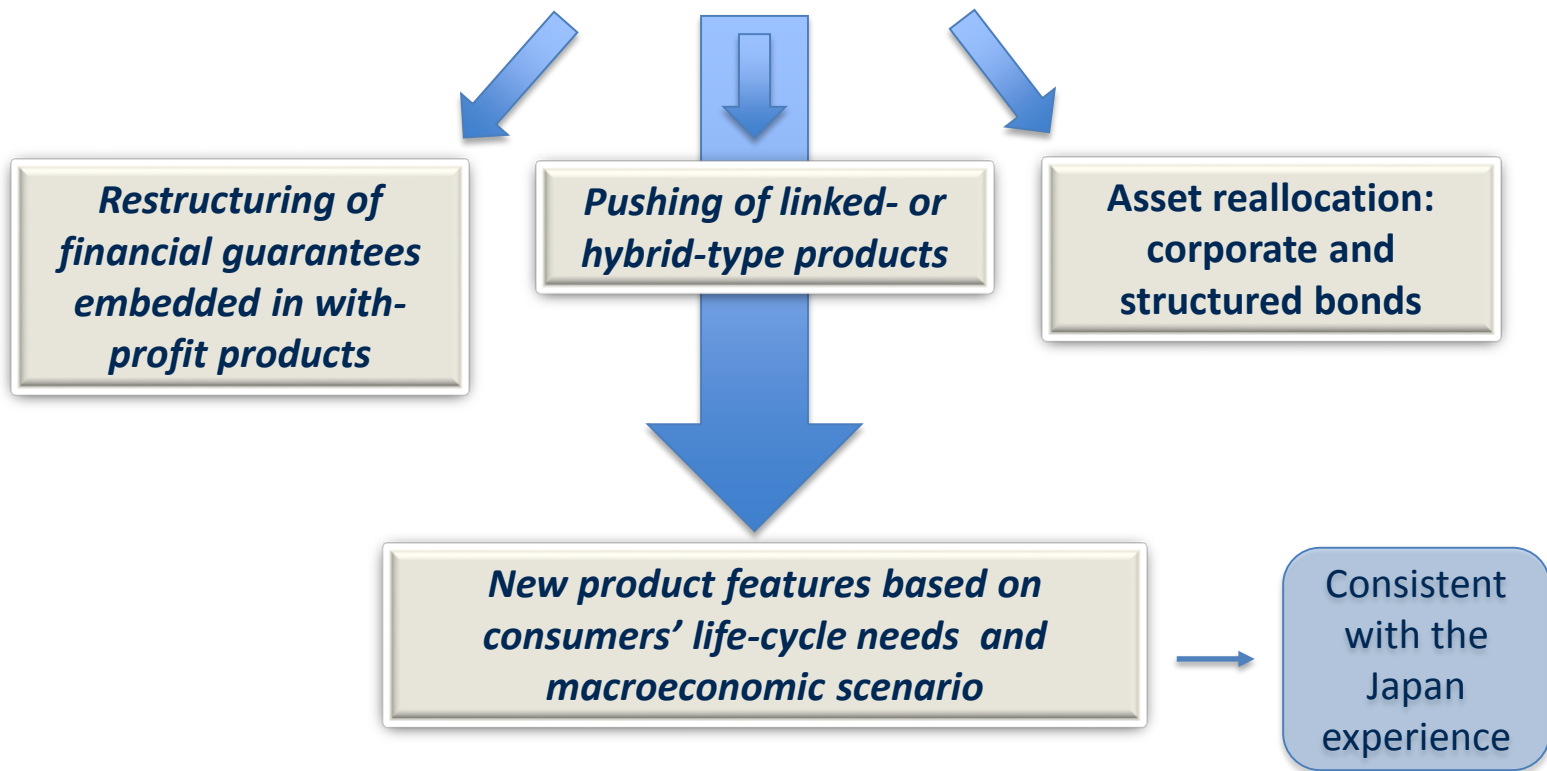 Restructuring of
financial guarantees
embedded in with-
profit products
Pushing of linked- or
hybrid-type products
Asset reallocation:
corporate and
structured bonds
New product features based on
consumers’ life-cycle needs  and
macroeconomic scenario
Consistent
with the
Japan
experience